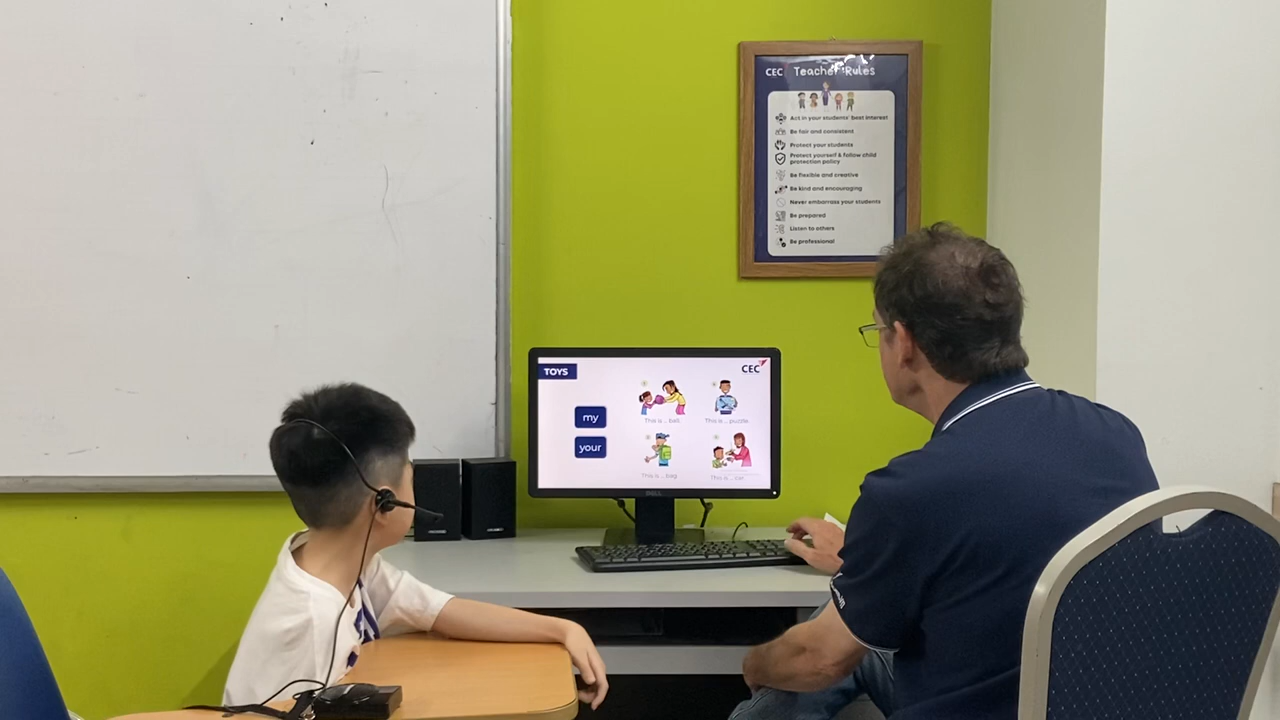 CEC Teacher Rules
Act in your students' best interest
Be fair and consistent
Protect your students
Protect yourself & follow child
protection policy
Be flexible and creative
Be kind and encouraging
Never embarrass your students
Be prepared
Listen to others
Be professional
TOYS
CEC
my
your
This is ... ball.
This is ... puzzle.
This is ... bag.
This is ... car.
DELL